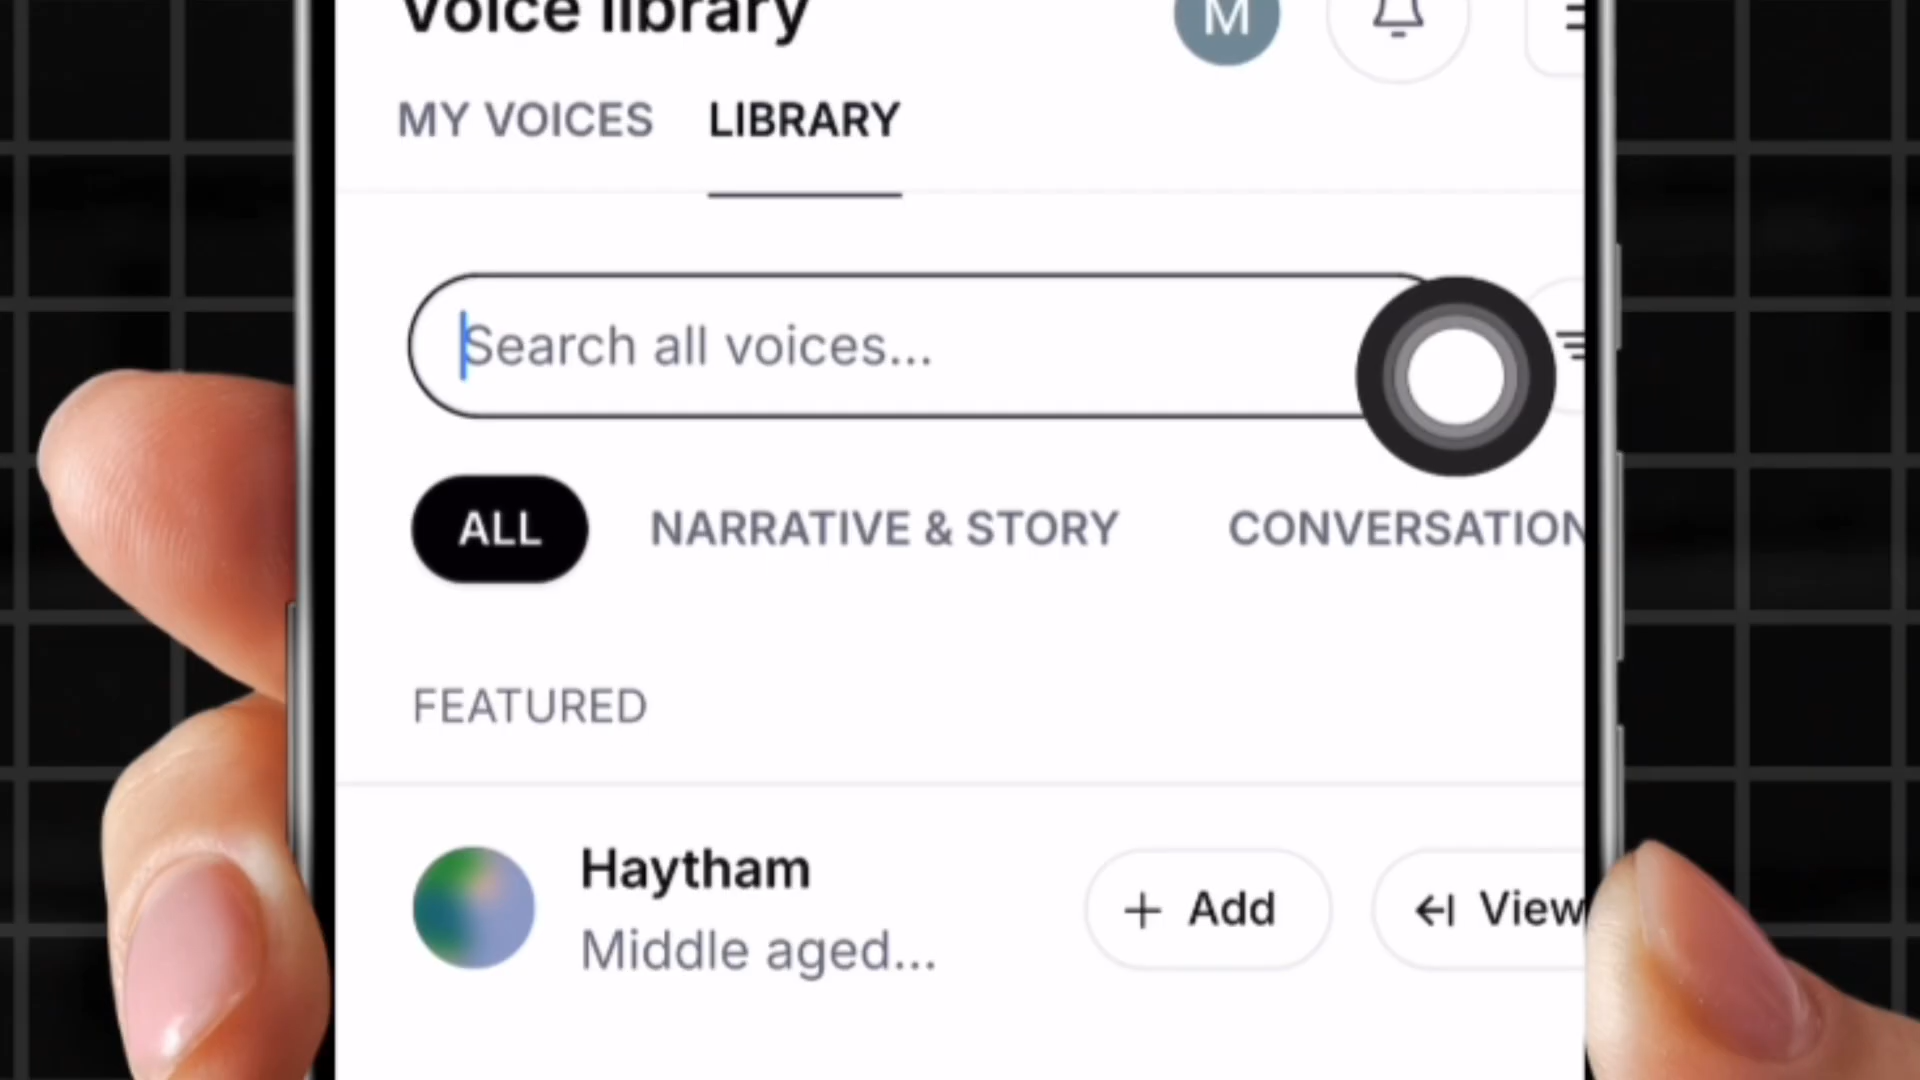 Voice library
M
MY VOICES LIBRARY
Search all voices...
ALL NARRATIVE & STORY CONVERSATION
FEATURED
Haytham
Middle aged...
+ Add
View